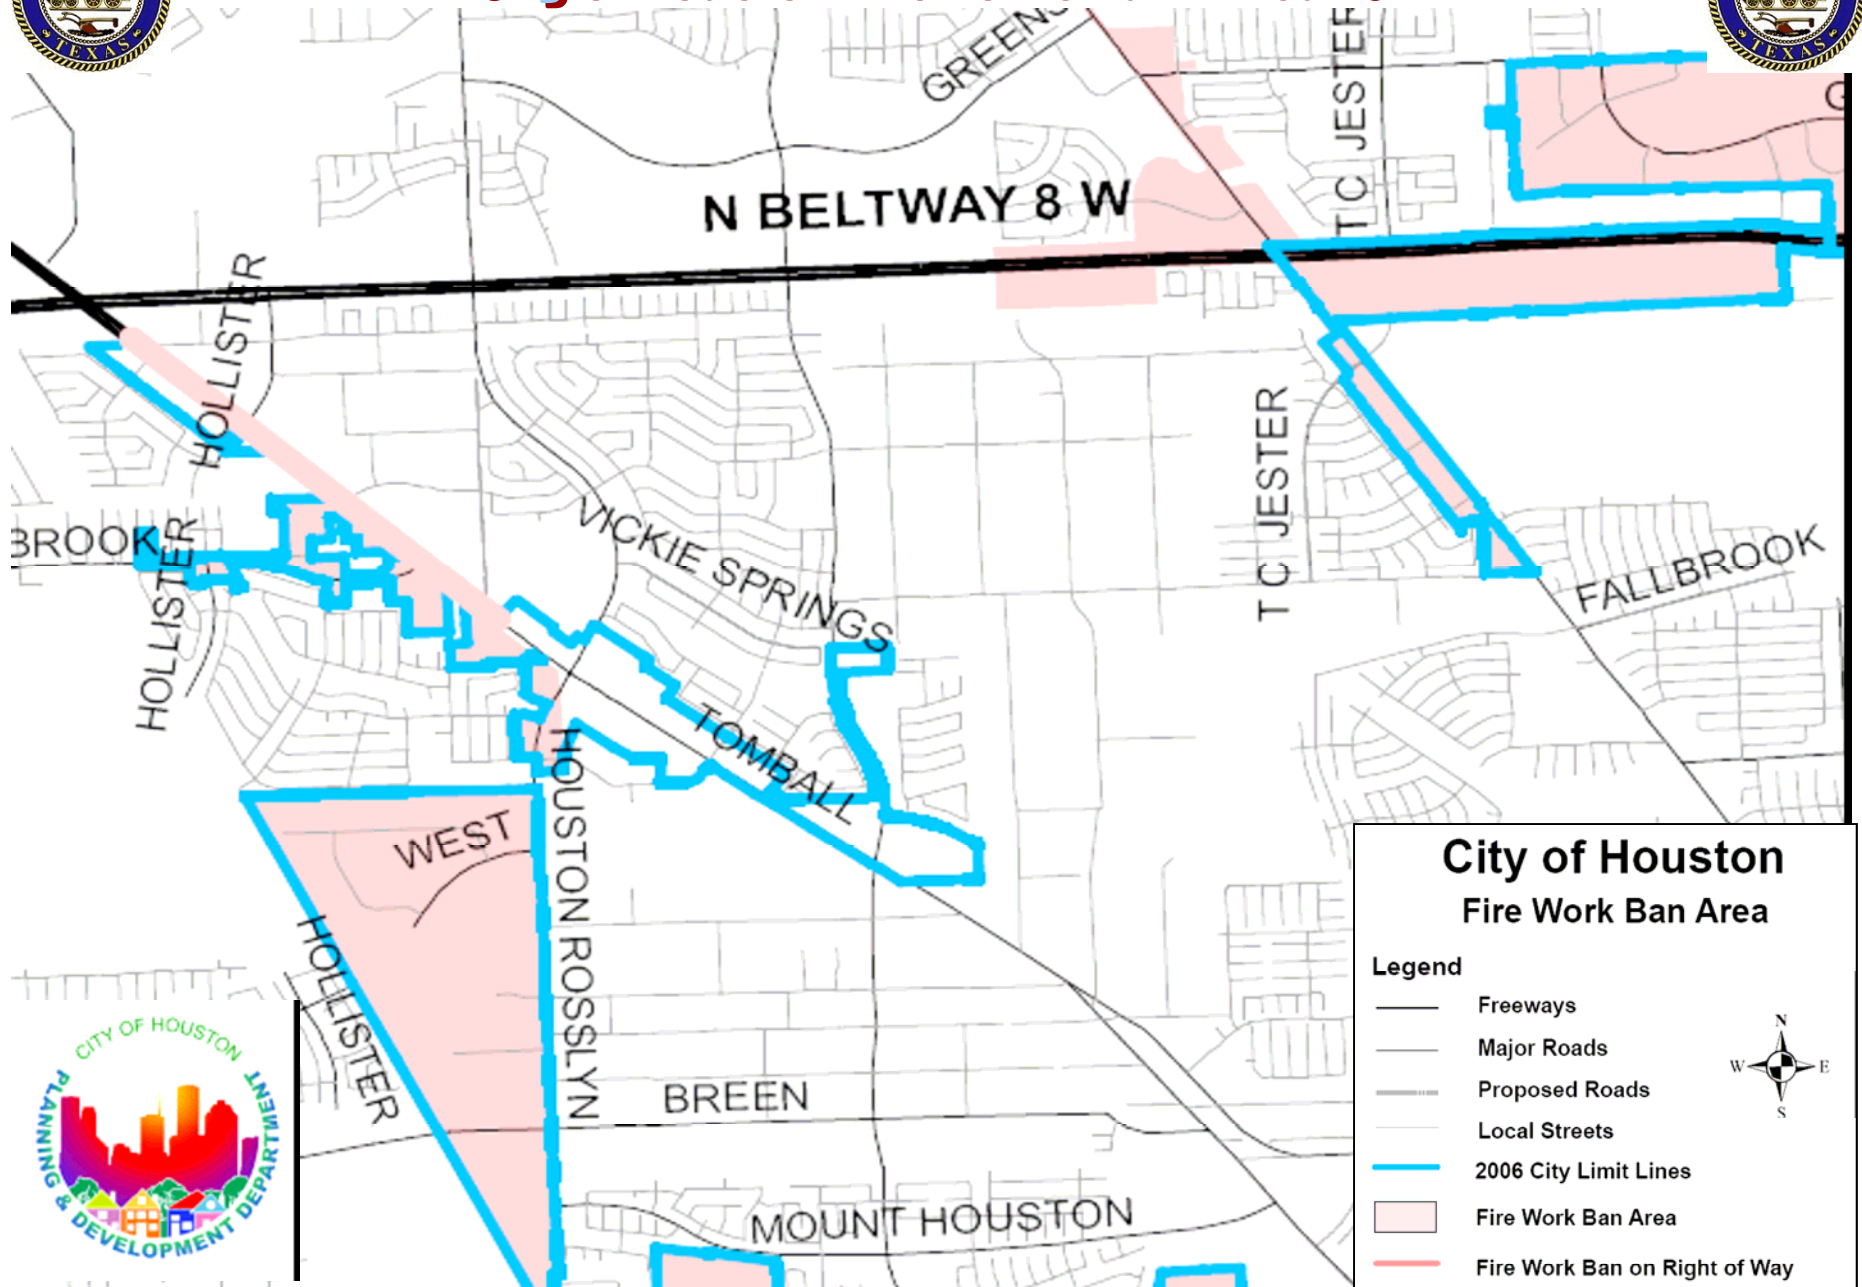 TEXAS
TEXAS
GREENS
T C JESTER
G
N BELTWAY 8 W
HOLLISTER
T C JESTER
BROOK
HOLLISTER
VICKIE SPRINGS
FALLBROOK
TOMBALL
HOUSTON ROSSLYN
WEST
HOLLISTER
BREEN
MOUNT HOUSTON
CITY OF HOUSTON
PLANNING & DEVELOPMENT DEPARTMENT
City of Houston
Fire Work Ban Area
Legend
Freeways
Major Roads
Proposed Roads
Local Streets
2006 City Limit Lines
Fire Work Ban Area
Fire Work Ban on Right of Way
N
W
E
S